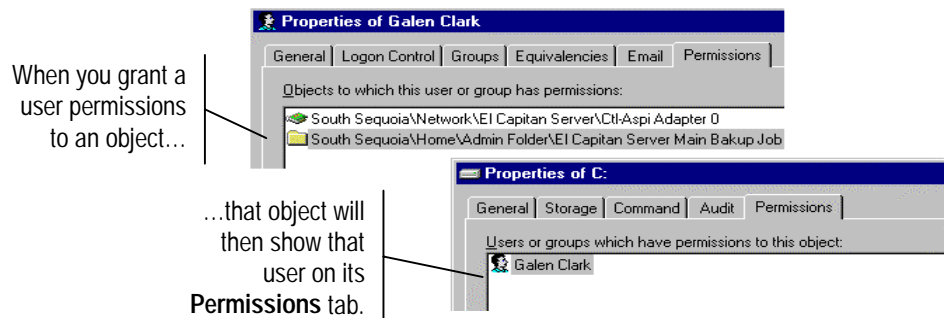 Properties of Galen Clark
General Logon Control Groups Equivalencies Email Permissions
When you grant a
user permissions
to an object…
Objects to which this user or group has permissions:
South Sequoia\Network\El Capitan Server\Ctl-Aspi Adapter 0
South Sequoia\Home\Admin Folder\El Capitan Server Main Bakup Job
Properties of C:
General Storage Command Audit Permissions
…that object will
then show that
user on its
Permissions tab.
Users or groups which have permissions to this object:
Galen Clark